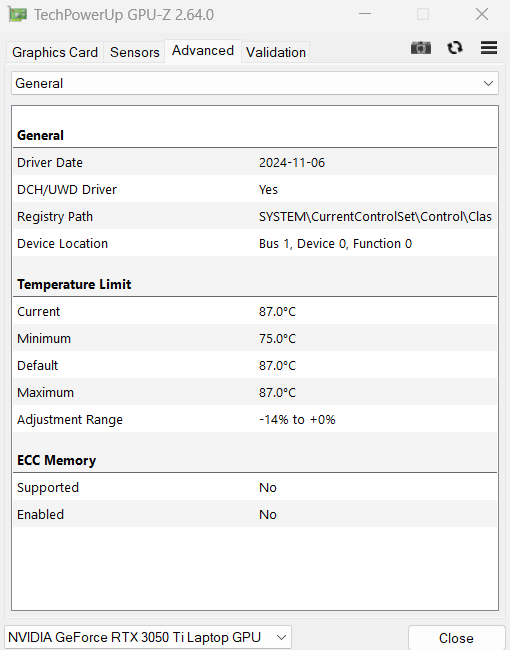 TechPowerUp GPU-Z 2.64.0
Graphics Card Sensors Advanced Validation
General
General
Driver Date 2024-11-06
DCH/UWD Driver Yes
Registry Path SYSTEM\CurrentControlSet\Control\Clas
Device Location Bus 1, Device 0, Function 0
Temperature Limit
Current 87.0°C
Minimum 75.0°C
Default 87.0°C
Maximum 87.0°C
Adjustment Range -14% to +0%
ECC Memory
Supported No
Enabled No
NVIDIA GeForce RTX 3050 Ti Laptop GPU Close